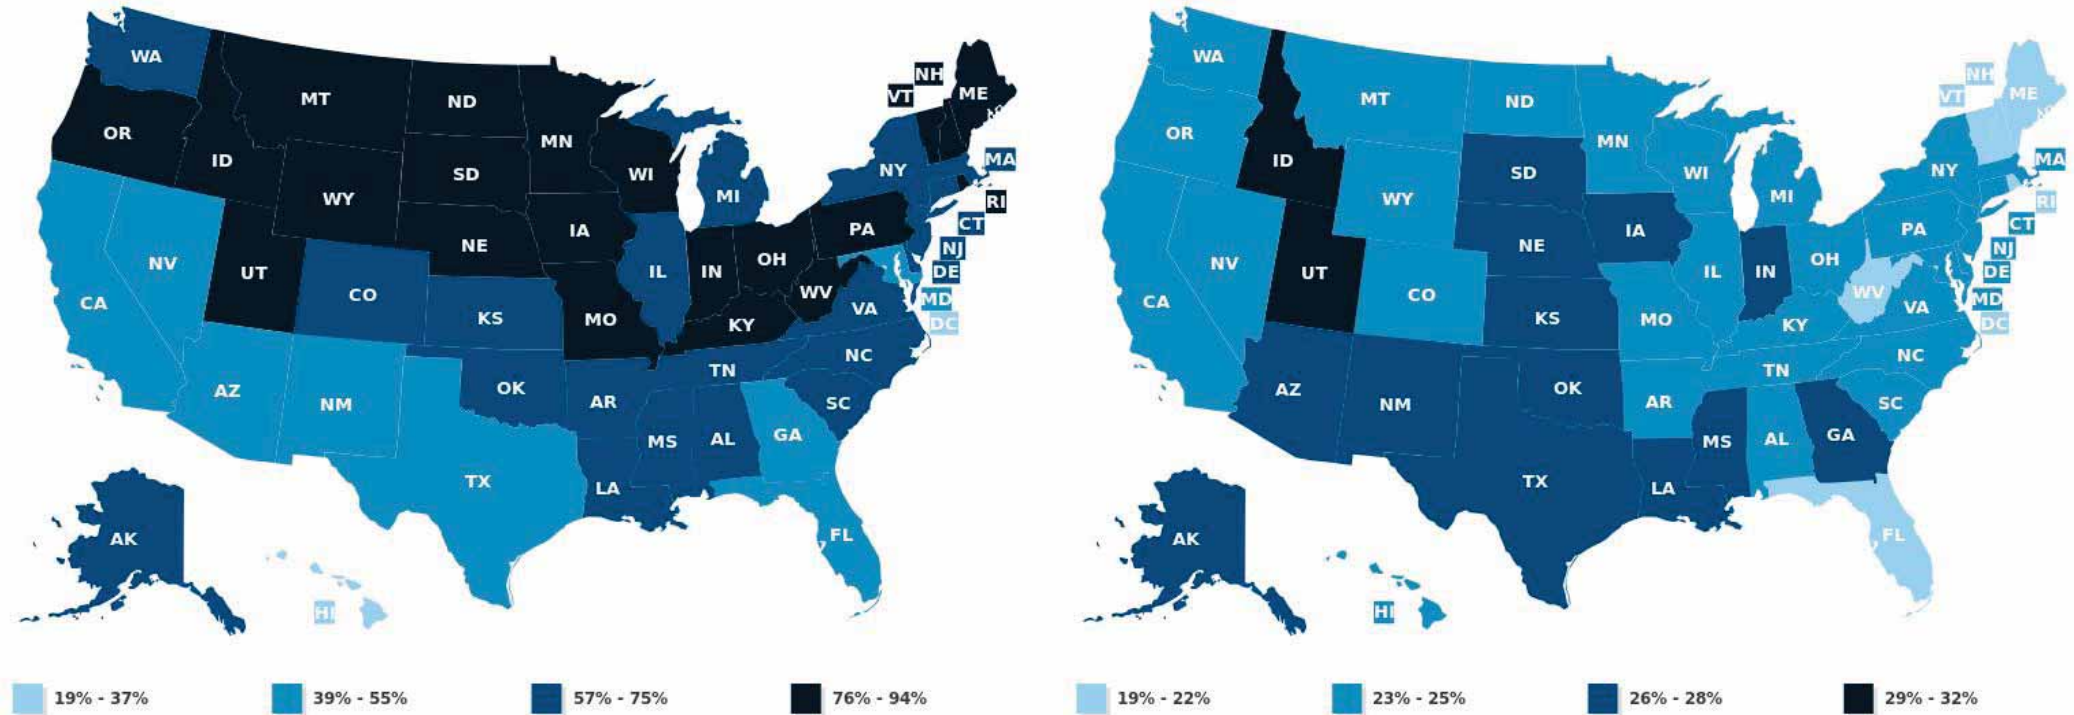 WA
NH
MT
ND
VT
ME
OR
MN
ID
SD
WI
NY
MA
WY
MI
RI
IA
PA
CT
NE
NV
UT
IL
IN
OH
NJ
DE
CO
WV
CA
KS
MO
KY
VA
MD
DC
NC
TN
AZ
NM
OK
AR
SC
MS
AL
GA
TX
LA
AK
FL
HI
19% - 37%
39% - 55%
57% - 75%
76% - 94%
WA
NH
MT
ND
VT
ME
OR
MN
ID
SD
WI
NY
MA
WY
MI
RI
IA
PA
CT
NE
NV
UT
IL
IN
OH
NJ
DE
CO
WV
CA
KS
MO
KY
VA
MD
DC
NC
TN
AZ
NM
OK
AR
SC
MS
AL
GA
TX
LA
AK
FL
HI
19% - 22%
23% - 25%
26% - 28%
29% - 32%